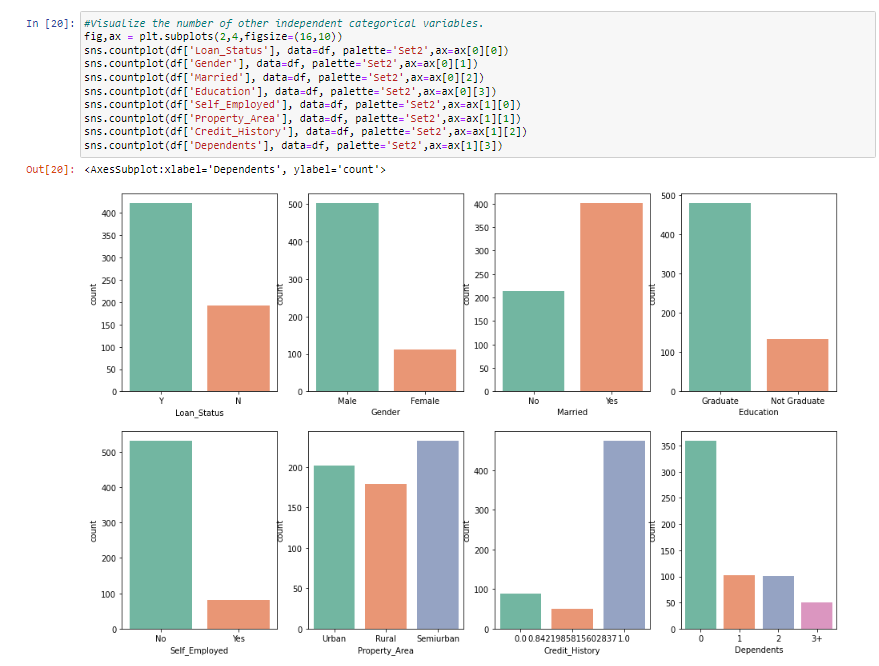 In [20]: #Visualize the number of other independent categorical variables.
fig,ax = plt.subplots(2,4,figsize=(16,10))
sns.countplot(df['Loan_Status'], data=df, palette='Set2',ax=ax[0][0])
sns.countplot(df['Gender'], data=df, palette='Set2',ax=ax[0][1])
sns.countplot(df['Married'], data=df, palette='Set2',ax=ax[0][2])
sns.countplot(df['Education'], data=df, palette='Set2',ax=ax[0][3])
sns.countplot(df['Self_Employed'], data=df, palette='Set2',ax=ax[1][0])
sns.countplot(df['Property_Area'], data=df, palette='Set2',ax=ax[1][1])
sns.countplot(df['Credit_History'], data=df, palette='Set2',ax=ax[1][2])
sns.countplot(df['Dependents'], data=df, palette='Set2',ax=ax[1][3])
Out[20]: <AxesSubplot:xlabel='Dependents', ylabel='count'>
400
350
300
250
200
150
100
50
0
count
Y N
Loan_Status
500
400
300
200
100
0
count
Male Female
Gender
400
350
300
250
200
150
100
50
0
count
No Yes
Married
500
400
300
200
100
0
count
Graduate Not Graduate
Education
500
400
300
200
100
0
count
No Yes
Self_Employed
200
150
100
50
0
count
Urban Rural Semiurban
Property_Area
400
300
200
100
0
count
0.0 0.8421985815602837 1.0
Credit_History
350
300
250
200
150
100
50
0
count
0 1 2 3+
Dependents